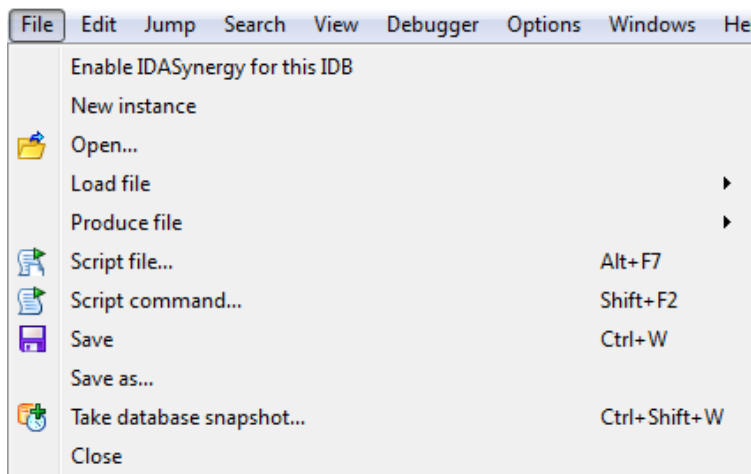 File Edit Jump Search View Debugger Options Windows He
Enable IDASynergy for this IDB
New instance
Open...
Load file
Produce file
Script file... Alt+F7
Script command... Shift+F2
Save Ctrl+W
Save as...
Take database snapshot... Ctrl+Shift+W
Close